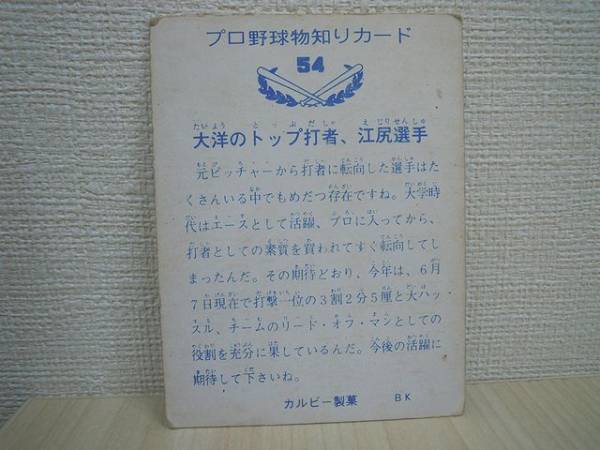 プロ野球物知りカード
54
大洋のトップ打者、江尻選手
元ピッチャーから打者に転向した選手はた
くさんいる中でもめだつ存在ですね。大学時
代はエースとして活躍、プロに入ってから、
打者としての素質を買われてすぐ転向してし
まったんだ。その期待どおり、今年は、6月
7日現在で打撃一位の3割2分5厘と大ハッ
スル、チームのリード・オフ・マンとしての
役割を充分に果しているんだ。今後の活躍に
期待して下さいね。
カルビー製菓 BK